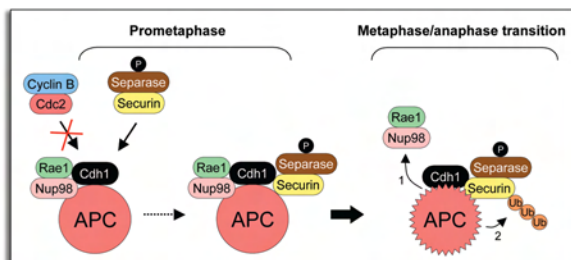 Prometaphase
Metaphase/anaphase transition
Cyclin B
Cdc2
P
Separase
Securin
Rae1
Nup98
Cdh1
APC
Rae1
Nup98
Cdh1
P
Separase
Securin
APC
Rae1
Nup98
1
P
Separase
Cdh1
Securin
APC
2
Ub
Ub
Ub